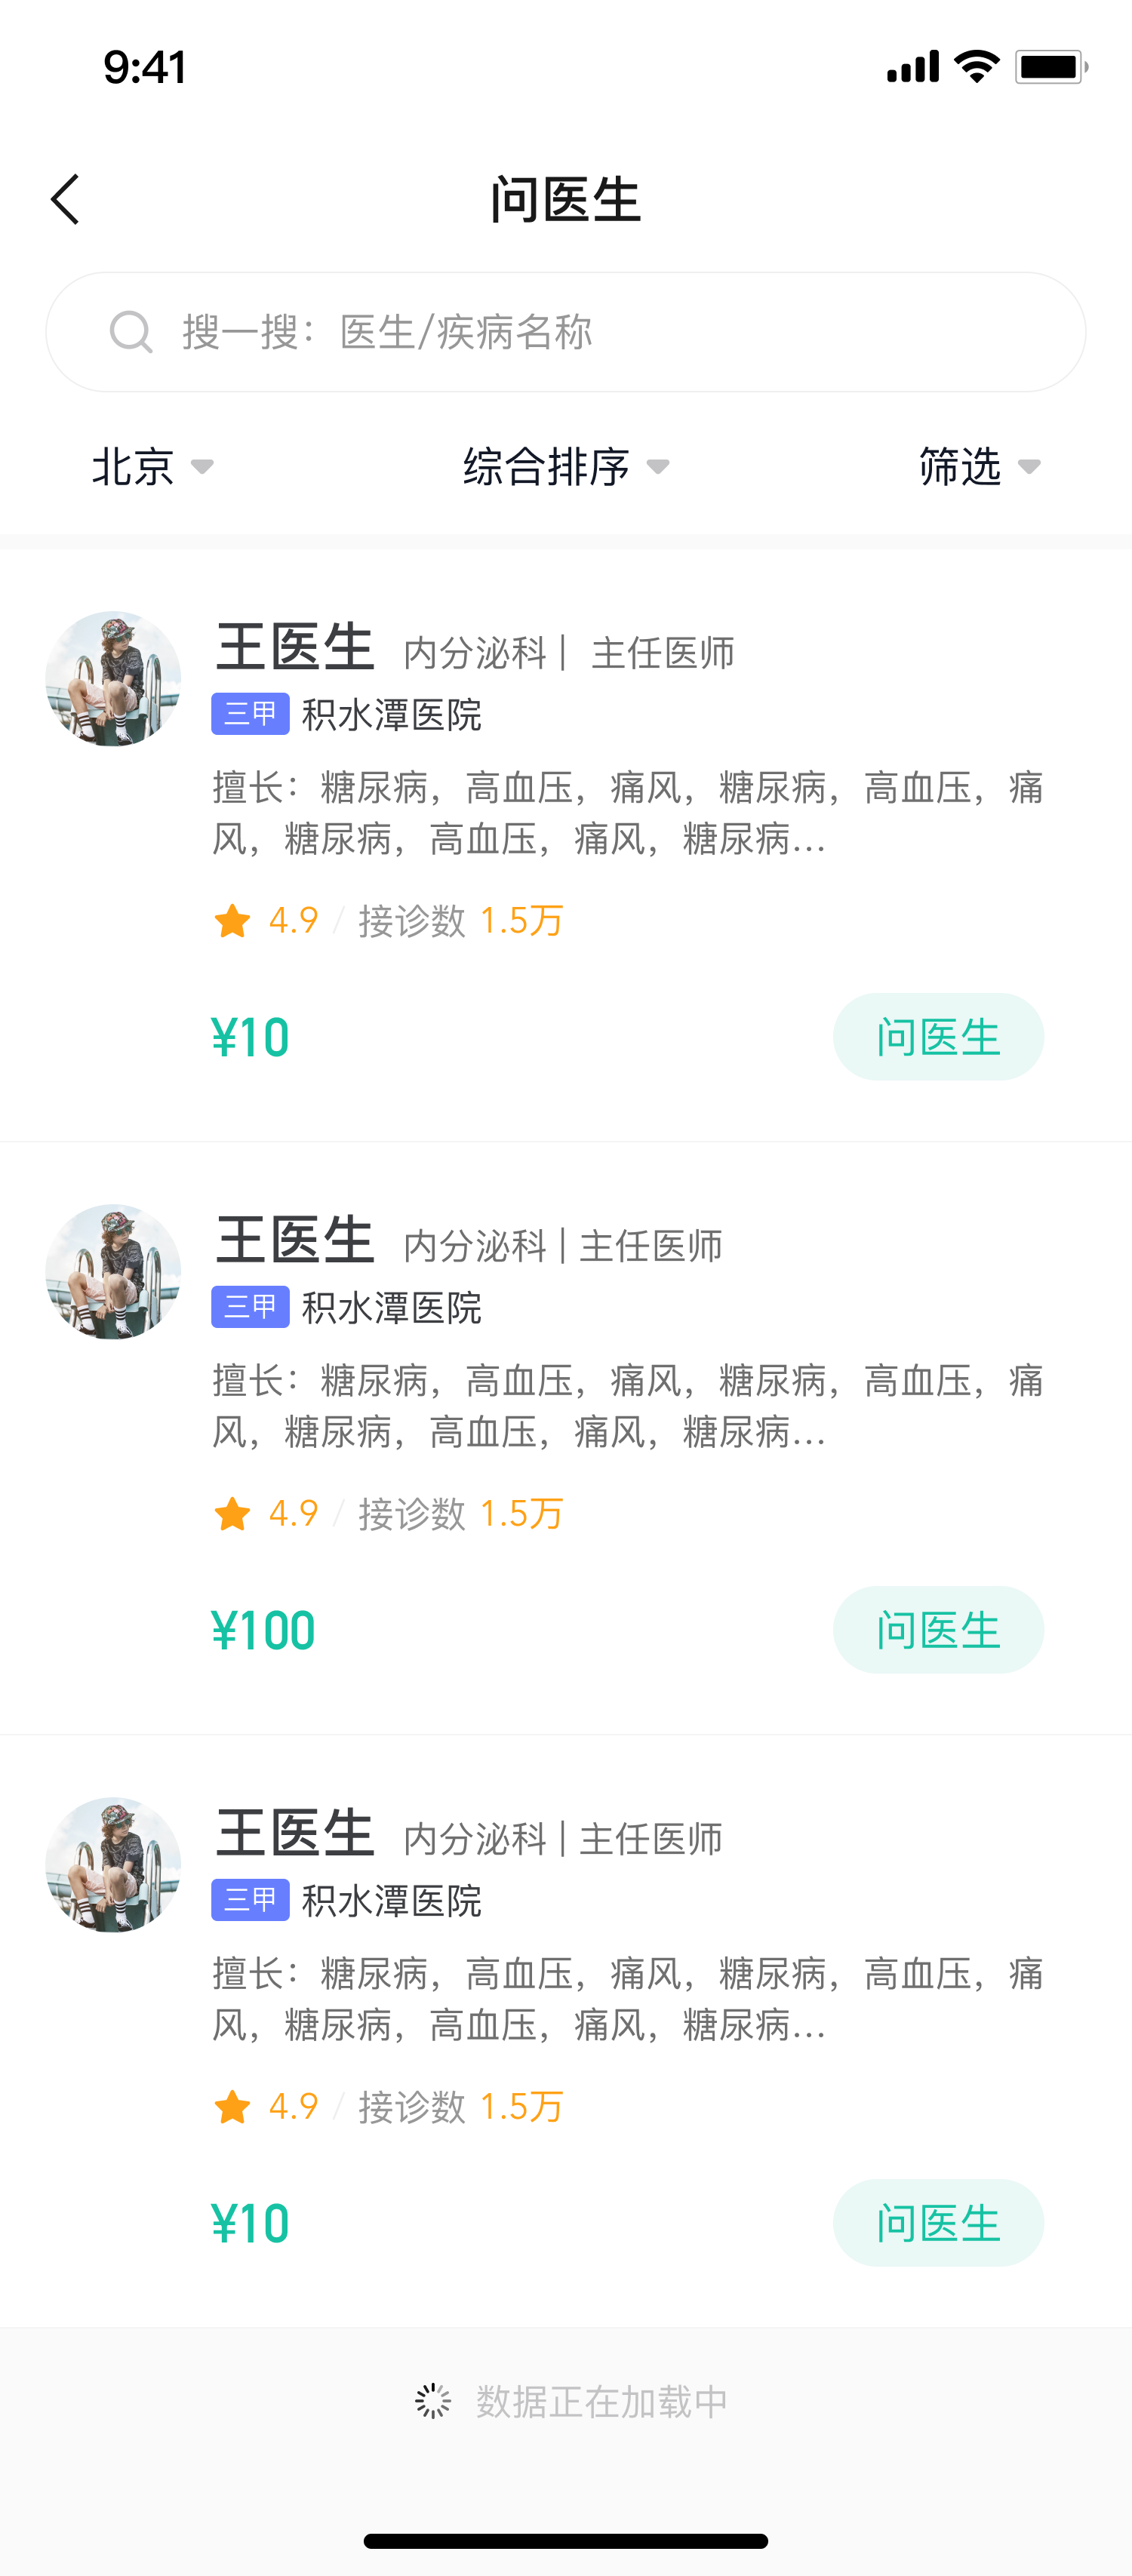 9:41
问医生
搜一搜：医生/疾病名称
北京 综合排序 筛选
王医生 内分泌科 | 主任医师
三甲 积水潭医院
擅长：糖尿病，高血压，痛风，糖尿病，高血压，痛
风，糖尿病，高血压，痛风，糖尿病...
4.9 / 接诊数 1.5万
¥10 问医生
王医生 内分泌科 | 主任医师
三甲 积水潭医院
擅长：糖尿病，高血压，痛风，糖尿病，高血压，痛
风，糖尿病，高血压，痛风，糖尿病...
4.9 / 接诊数 1.5万
¥100 问医生
王医生 内分泌科 | 主任医师
三甲 积水潭医院
擅长：糖尿病，高血压，痛风，糖尿病，高血压，痛
风，糖尿病，高血压，痛风，糖尿病...
4.9 / 接诊数 1.5万
¥10 问医生
数据正在加载中